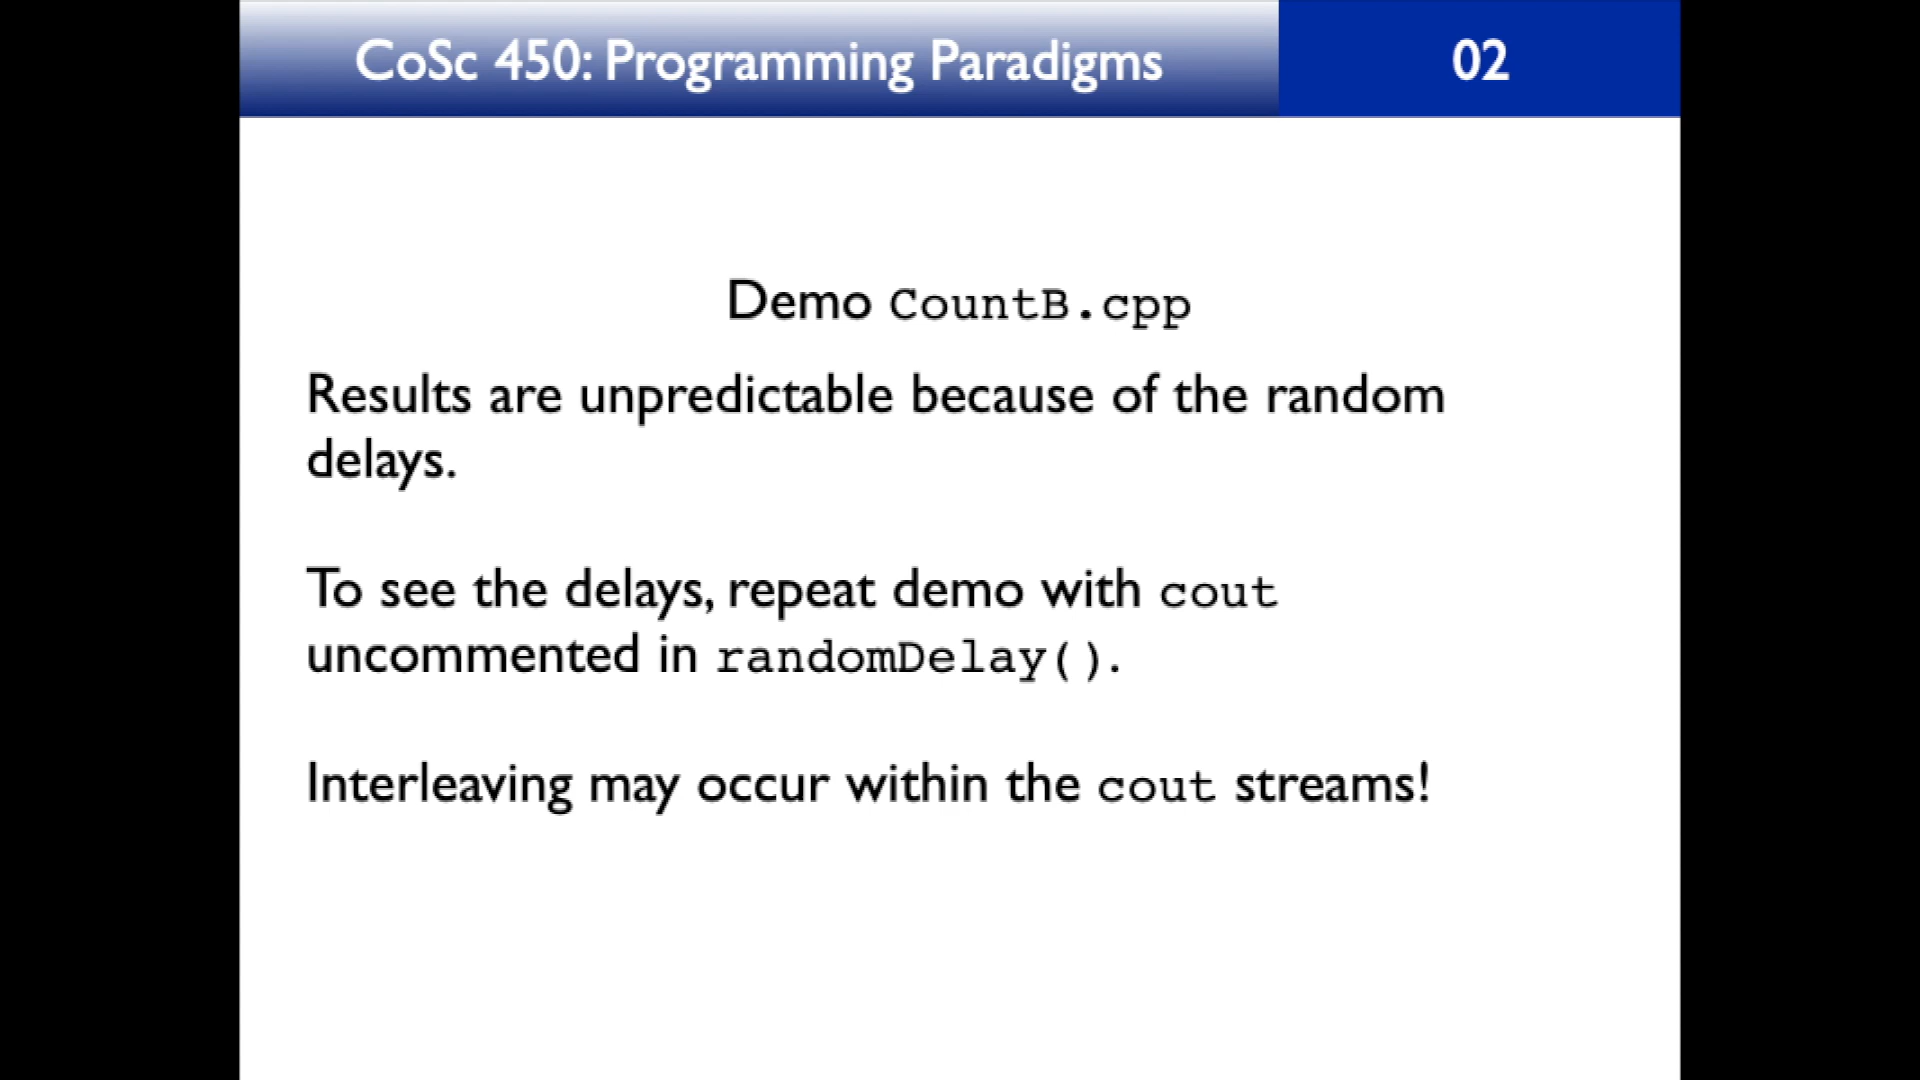 CoSc 450: Programming Paradigms
02
Demo CountB.cpp
Results are unpredictable because of the random
delays.
To see the delays, repeat demo with cout
uncommented in randomDelay().
Interleaving may occur within the cout streams!